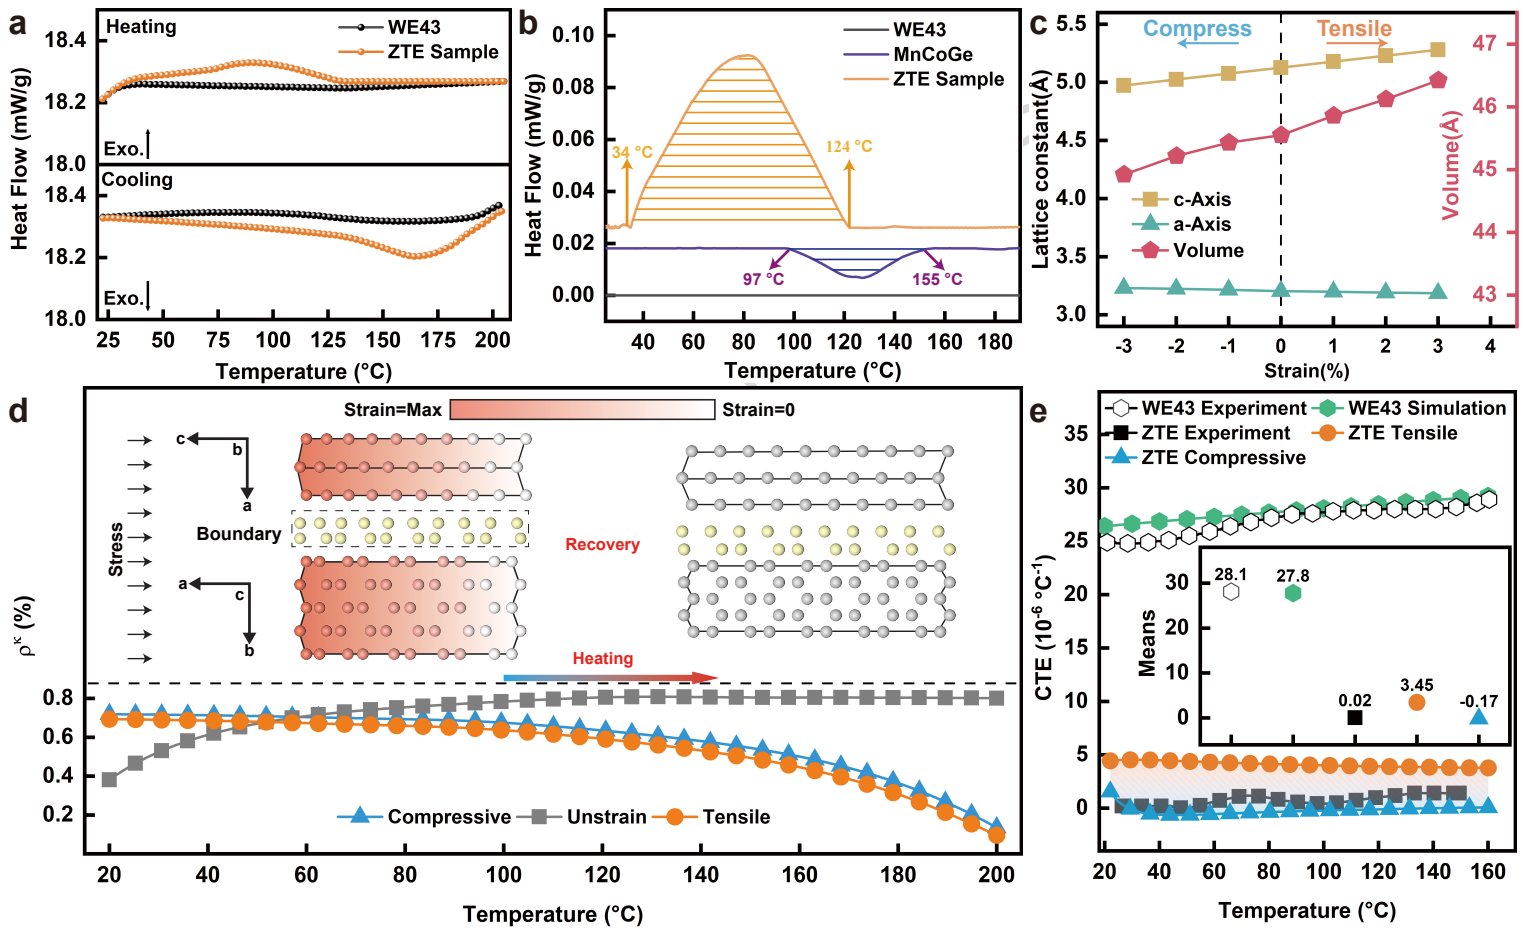 a
Heating
WE43
ZTE Sample
18.4
18.2
18.0
Exo.
Cooling
18.4
18.2
18.0
Exo.
Heat Flow (mW/g)
25 50 75 100 125 150 175 200
Temperature (°C)
b
WE43
MnCoGe
ZTE Sample
0.10
0.08
0.06
0.04
0.02
0.00
Heat Flow (mW/g)
34 °C
124 °C
97 °C
155 °C
40 60 80 100 120 140 160 180
Temperature (°C)
c
Compress
Tensile
5.5
5.0
4.5
4.0
3.5
3.0
Lattice constant(Å)
c-Axis
a-Axis
Volume
47
46
45
44
43
Volume(Å)
-3 -2 -1 0 1 2 3 4
Strain(%)
d
Strain=Max
Strain=0
Stress
c
b
a
Boundary
Recovery
a
c
b
Heating
ρᵏ (%)
0.8
0.6
0.4
0.2
Compressive
Unstrain
Tensile
20 40 60 80 100 120 140 160 180 200
Temperature (°C)
e
WE43 Experiment
WE43 Simulation
ZTE Experiment
ZTE Tensile
ZTE Compressive
35
30
25
20
15
10
5
0
CTE (10⁻⁶ °C⁻¹)
Means
30
20
10
0
28.1
27.8
0.02
3.45
-0.17
20 40 60 80 100 120 140 160
Temperature (°C)